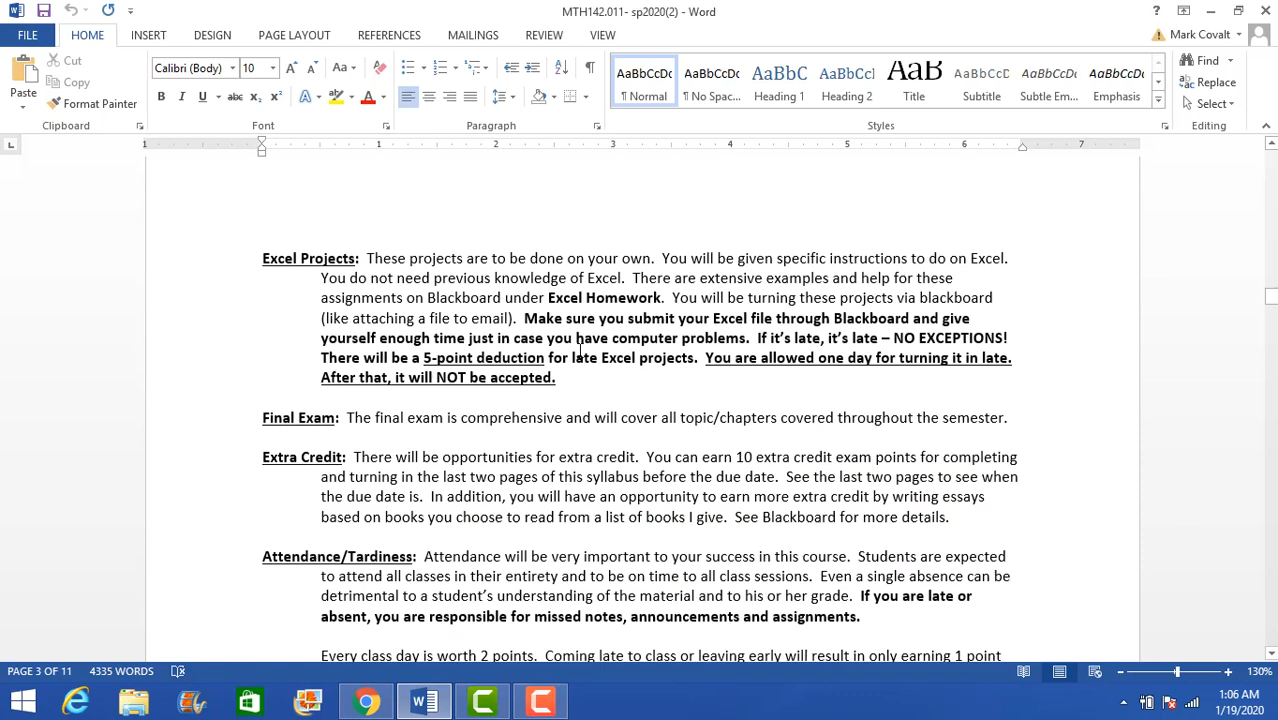 MTH142.011- sp2020(2) - Word
FILE HOME INSERT DESIGN PAGE LAYOUT REFERENCES MAILINGS REVIEW VIEW Mark Covalt
Paste Cut Copy Format Painter
Calibri (Body) 10
AaBbCcDc AaBbCcDc AaBbC AaBbCc AaB AaBbCcD AaBbCcDc AaBbCcDc
¶ Normal ¶ No Spac... Heading 1 Heading 2 Title Subtitle Subtle Em... Emphasis
Find Replace Select
Clipboard Font Paragraph Styles Editing
1 1 2 3 4 5 6 7
Excel Projects: These projects are to be done on your own. You will be given specific instructions to do on Excel.
You do not need previous knowledge of Excel. There are extensive examples and help for these
assignments on Blackboard under Excel Homework. You will be turning these projects via blackboard
(like attaching a file to email). Make sure you submit your Excel file through Blackboard and give
yourself enough time just in case you have computer problems. If it's late, it's late – NO EXCEPTIONS!
There will be a 5-point deduction for late Excel projects. You are allowed one day for turning it in late.
After that, it will NOT be accepted.
Final Exam: The final exam is comprehensive and will cover all topic/chapters covered throughout the semester.
Extra Credit: There will be opportunities for extra credit. You can earn 10 extra credit exam points for completing
and turning in the last two pages of this syllabus before the due date. See the last two pages to see when
the due date is. In addition, you will have an opportunity to earn more extra credit by writing essays
based on books you choose to read from a list of books I give. See Blackboard for more details.
Attendance/Tardiness: Attendance will be very important to your success in this course. Students are expected
to attend all classes in their entirety and to be on time to all class sessions. Even a single absence can be
detrimental to a student's understanding of the material and to his or her grade. If you are late or
absent, you are responsible for missed notes, announcements and assignments.
Every class day is worth 2 points. Coming late to class or leaving early will result in only earning 1 point
PAGE 3 OF 11 4335 WORDS 130%
1:06 AM
1/19/2020